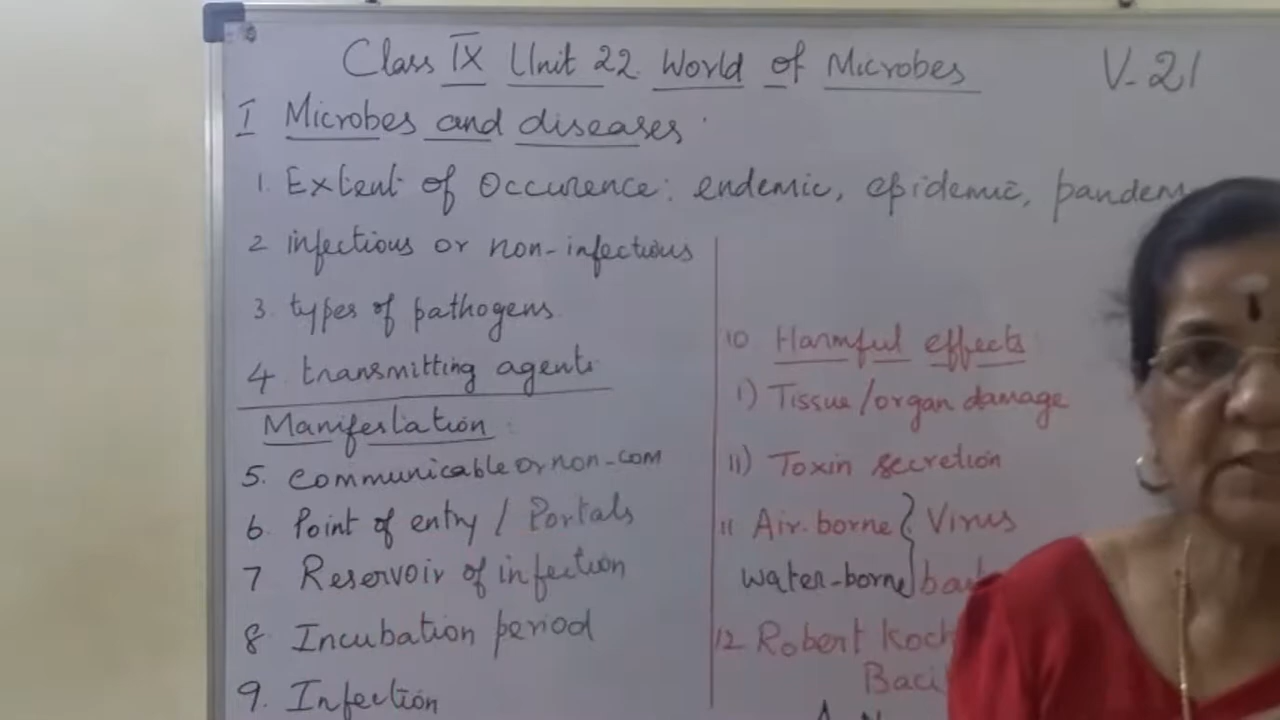 Class IX Unit 22 World of Microbes V-21
I Microbes and diseases
1. Extent of Occurence: endemic, epidemic,
2 infectious or non-infectious
3. types of pathogens
4 transmitting agents
Manifestation:
5. Communicable or non-com
6. Point of entry / Portals
7 Reservoir of infection
8 Incubation period
9. Infection
10 Harmful effects
i) Tissue/organ damage
ii) Toxin secretion
11 Air-borne } Virus
Water-borne
12 Robert Koch